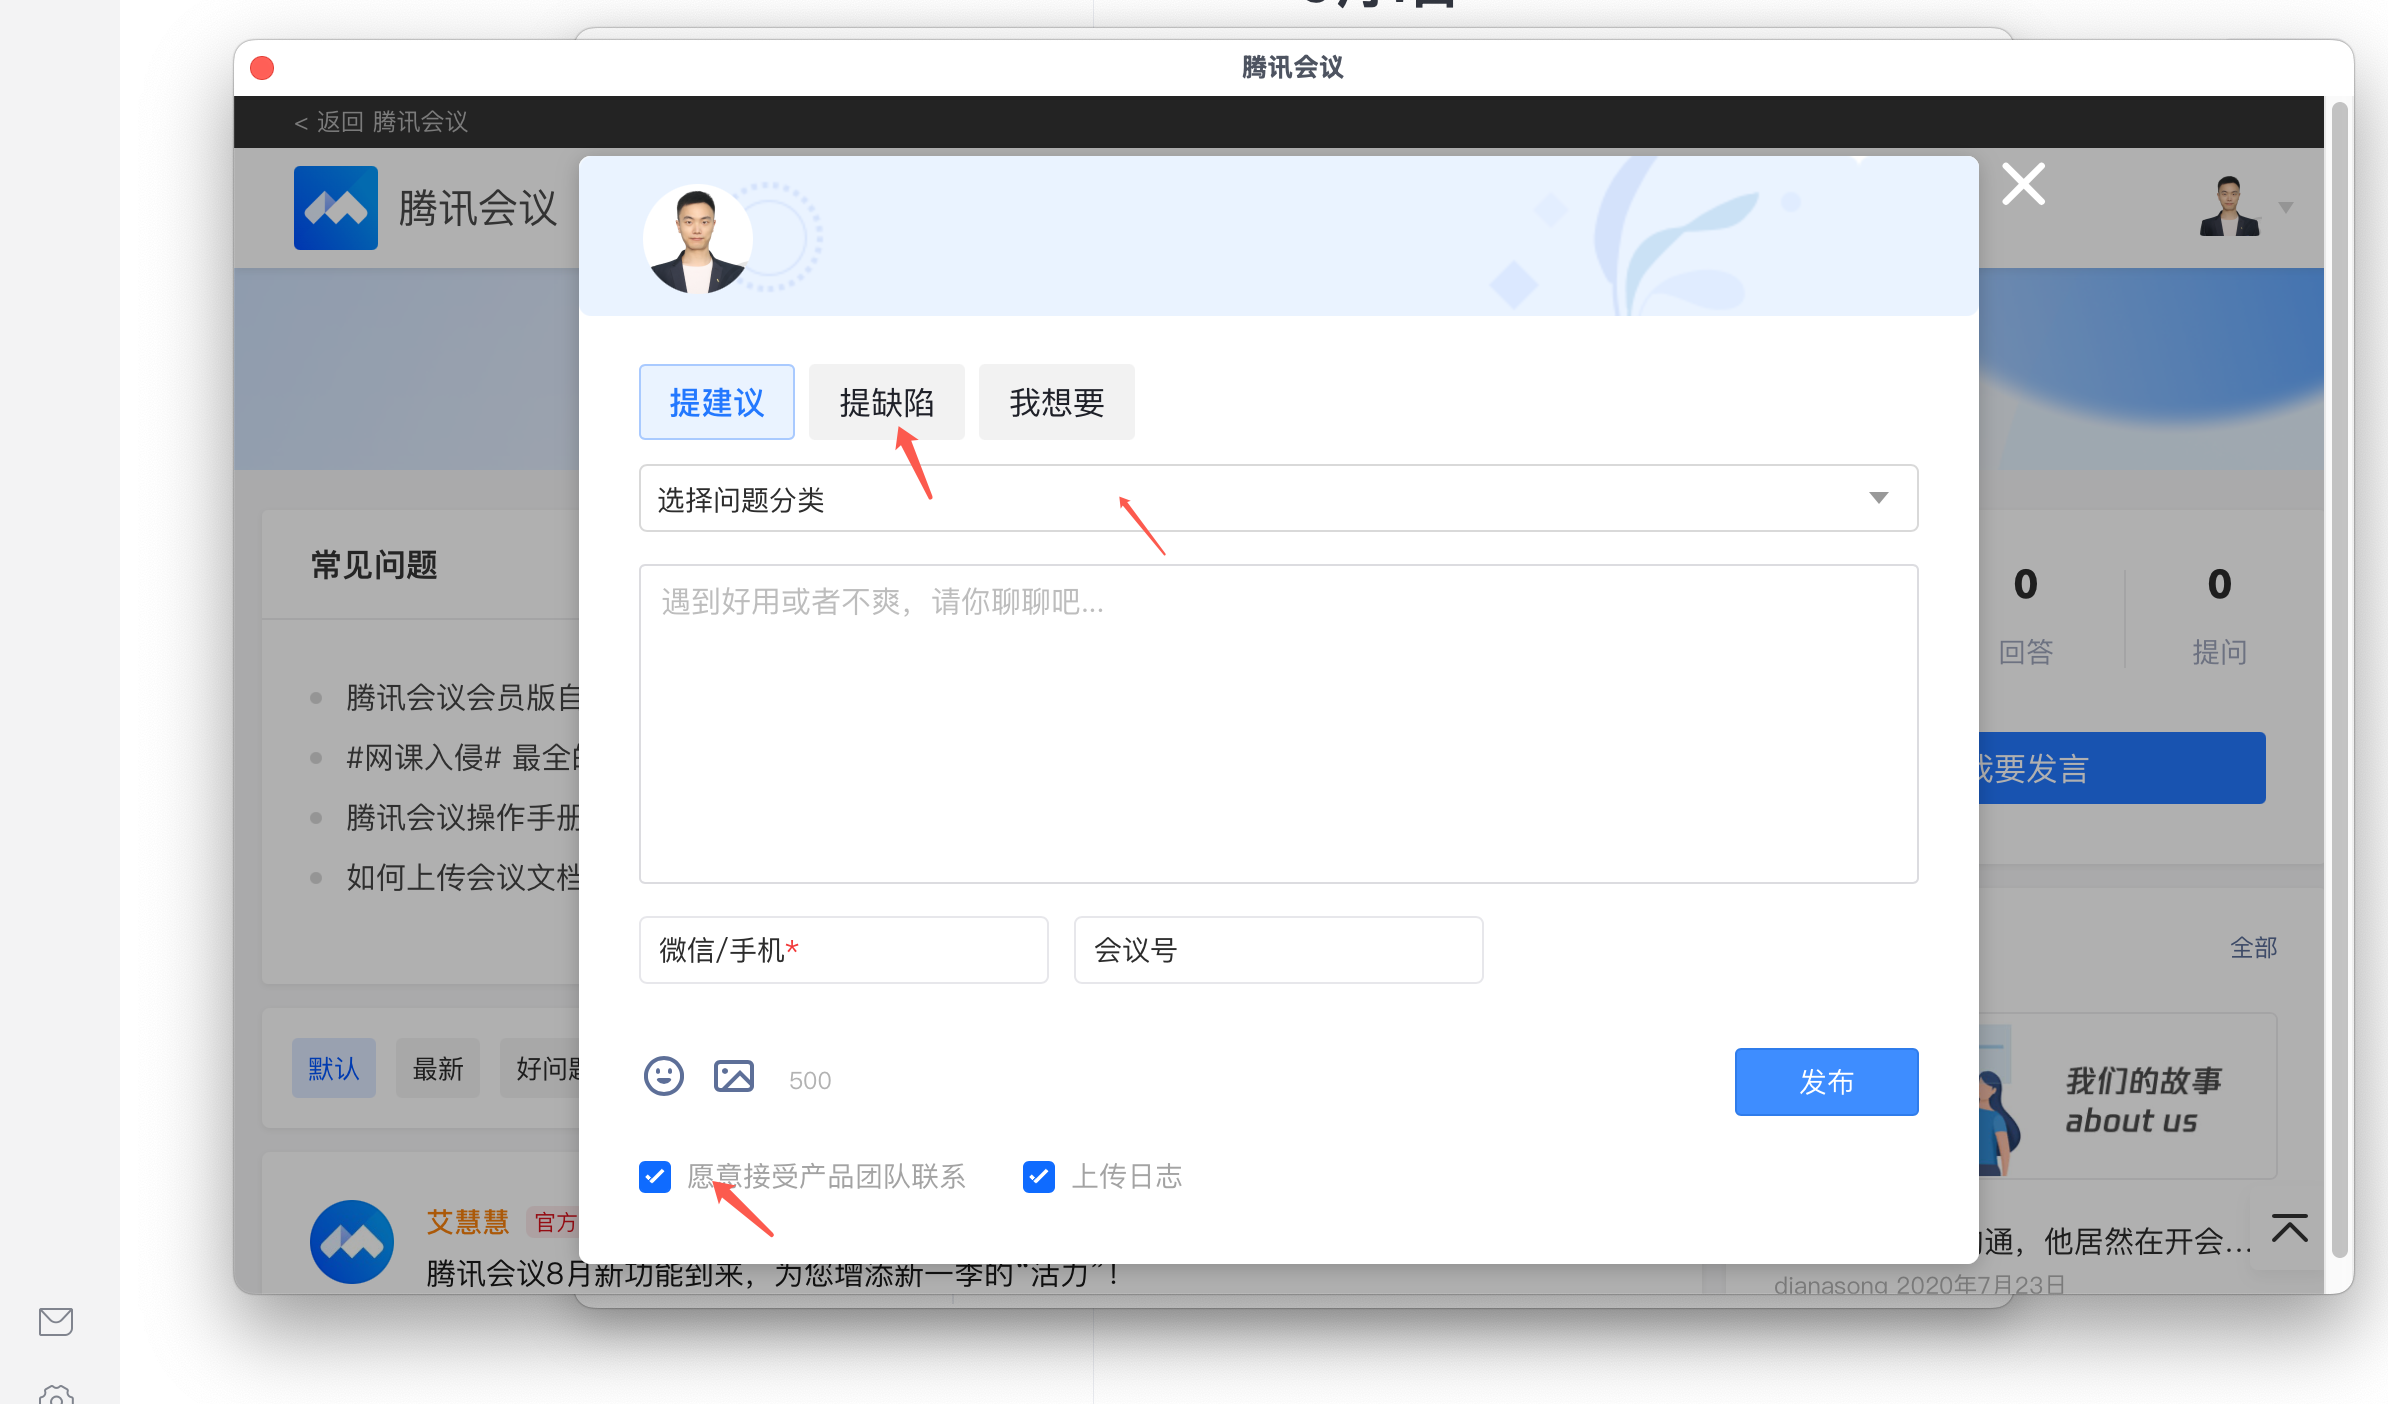 腾讯会议
< 返回 腾讯会议
腾讯会议
提建议
提缺陷
我想要
选择问题分类
遇到好用或者不爽，请你聊聊吧...
常见问题
腾讯会议会员版自
#网课入侵# 最全的
腾讯会议操作手册
如何上传会议文档
0
回答
0
提问
我要发言
微信/手机*
会议号
全部
500
发布
默认
最新
好问题
我们的故事
about us
愿意接受产品团队联系
上传日志
艾慧慧
官方
腾讯会议8月新功能到来，为您增添新一季的“活力”！
通，他居然在开会...
dianasong 2020年7月23日